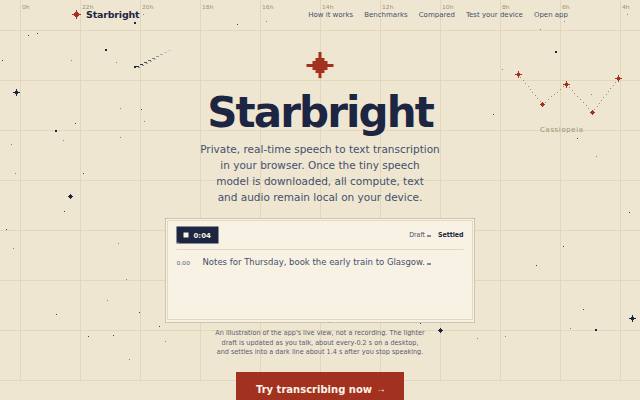 0h 22h 20h 18h 16h 14h 12h 10h 8h 6h 4h
Starbright
How it works Benchmarks Compared Test your device Open app
Cassiopeia
Starbright
Private, real-time speech to text transcription
in your browser. Once the tiny speech
model is downloaded, all compute, text
and audio remain local on your device.
0:04 Draft Settled
0:00 Notes for Thursday, book the early train to Glasgow.
An illustration of the app's live view, not a recording. The lighter
draft is updated as you talk, about every-0.2 s on a desktop,
and settles into a dark line about 1.4 s after you stop speaking.
Try transcribing now →